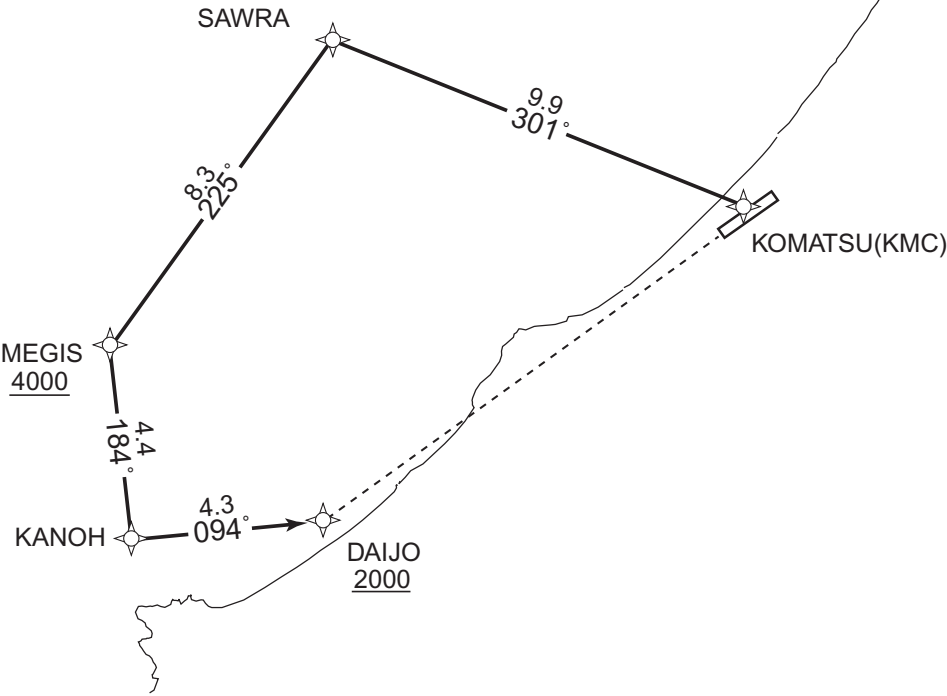 SAWRA
9.9
301°
8.3
225°
KOMATSU(KMC)
MEGIS
4000
4.4
184°
4.3
094°
KANOH
DAIJO
2000